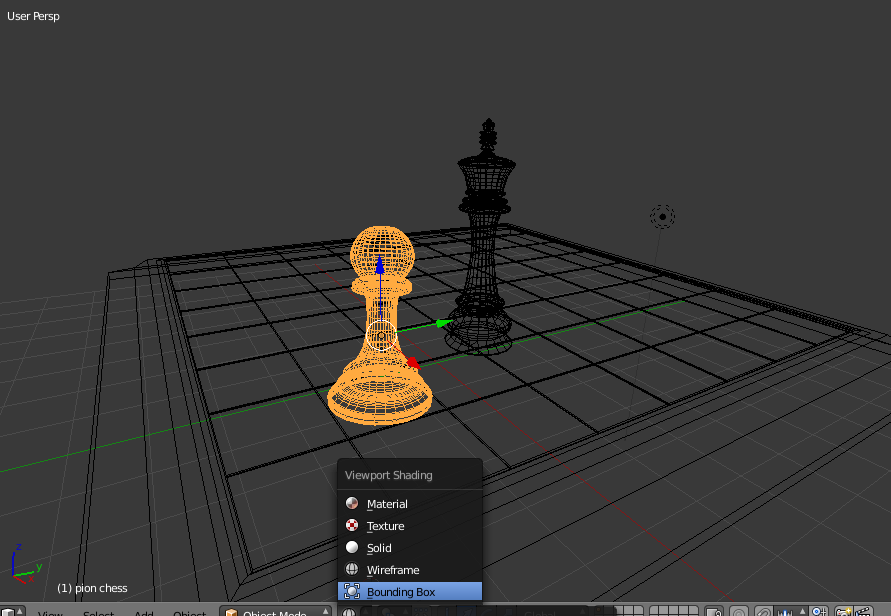 User Persp
Viewport Shading
Material
Texture
Solid
Wireframe
Bounding Box
z
y
x
(1) pion chess
View Select Add Object Object Mode